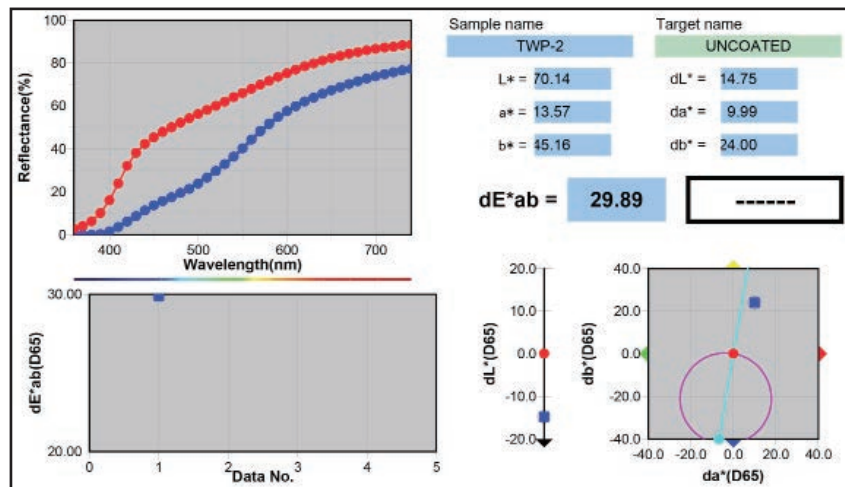 Sample name
Target name
TWP-2
UNCOATED
L* = 70.14
dL* = 14.75
a* = 13.57
da* = 9.99
b* = 45.16
db* = 24.00
dE*ab = 29.89
------
100
80
60
40
20
0
Reflectance(%)
400 500 600 700
Wavelength(nm)
30.00
20.00
dE*ab(D65)
0 1 2 3 4 5
Data No.
20.0
10.0
0.0
-10.0
-20.0
dL*(D65)
40.0
20.0
0.0
-20.0
-40.0
db*(D65)
-40.0 -20.0 0.0 20.0 40.0
da*(D65)